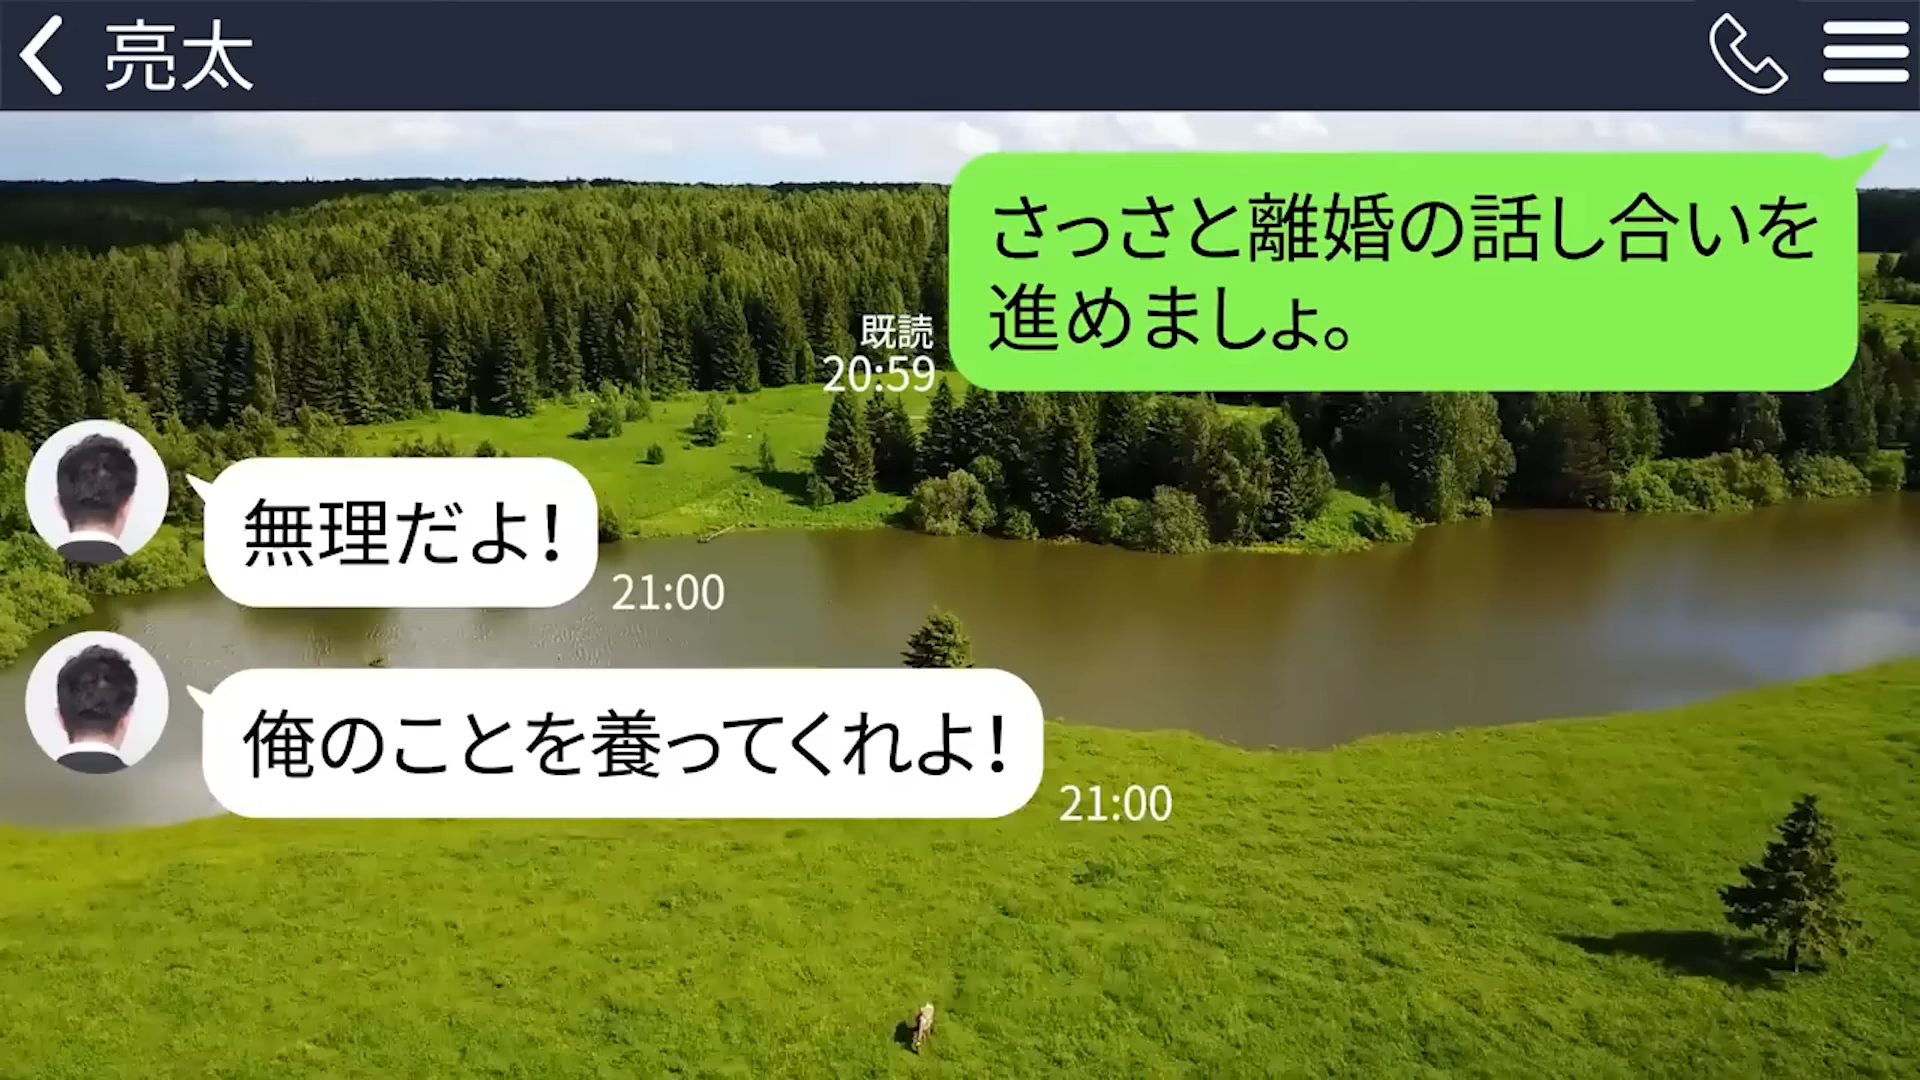 亮太
さっさと離婚の話し合いを
進めましょ。
既読
20:59
無理だよ！
21:00
俺のことを養ってくれよ！
21:00